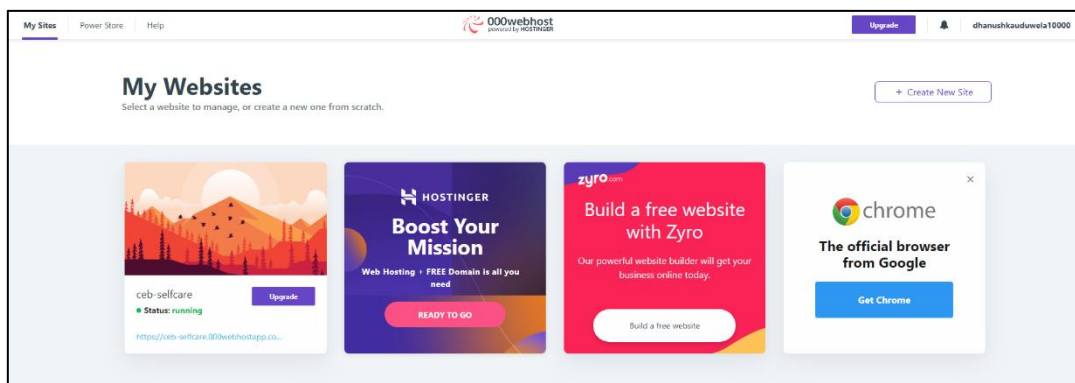 My Sites
Power Store
Help
000webhost
powered by HOSTINGER
Upgrade
dhanushkauduwela10000
My Websites
Select a website to manage, or create a new one from scratch.
+ Create New Site
ceb-selfcare
Upgrade
Status: running
https://ceb-selfcare.000webhostapp.co...
HOSTINGER
Boost Your
Mission
Web Hosting + FREE Domain is all you
need
READY TO GO
zyro.com
Build a free website
with Zyro
Our powerful website builder will get your
business online today.
Build a free website
chrome
The official browser
from Google
Get Chrome